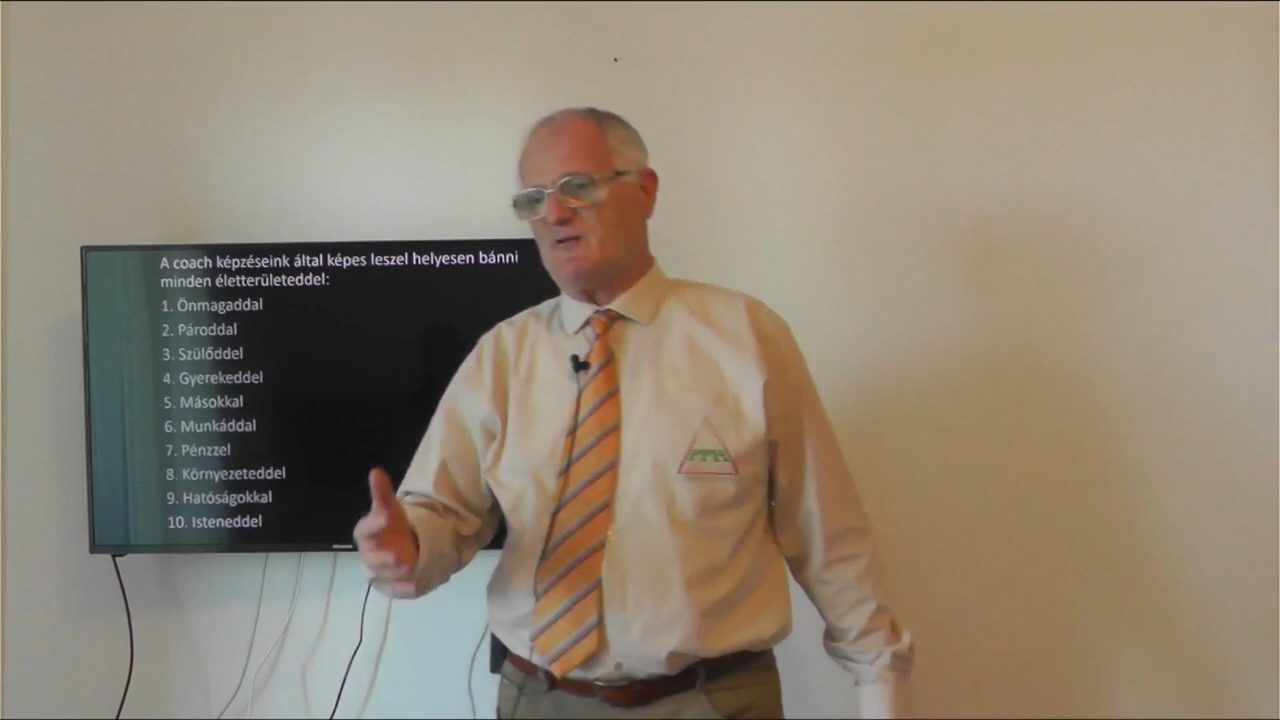 A coach képzéseink által képes leszel helyesen bánni
minden életterületeddel:
1. Önmagaddal
2. Pároddal
3. Szülőddel
4. Gyerekeddel
5. Másokkal
6. Munkáddal
7. Pénzzel
8. Környezeteddel
9. Hatóságokkal
10. Isteneddel